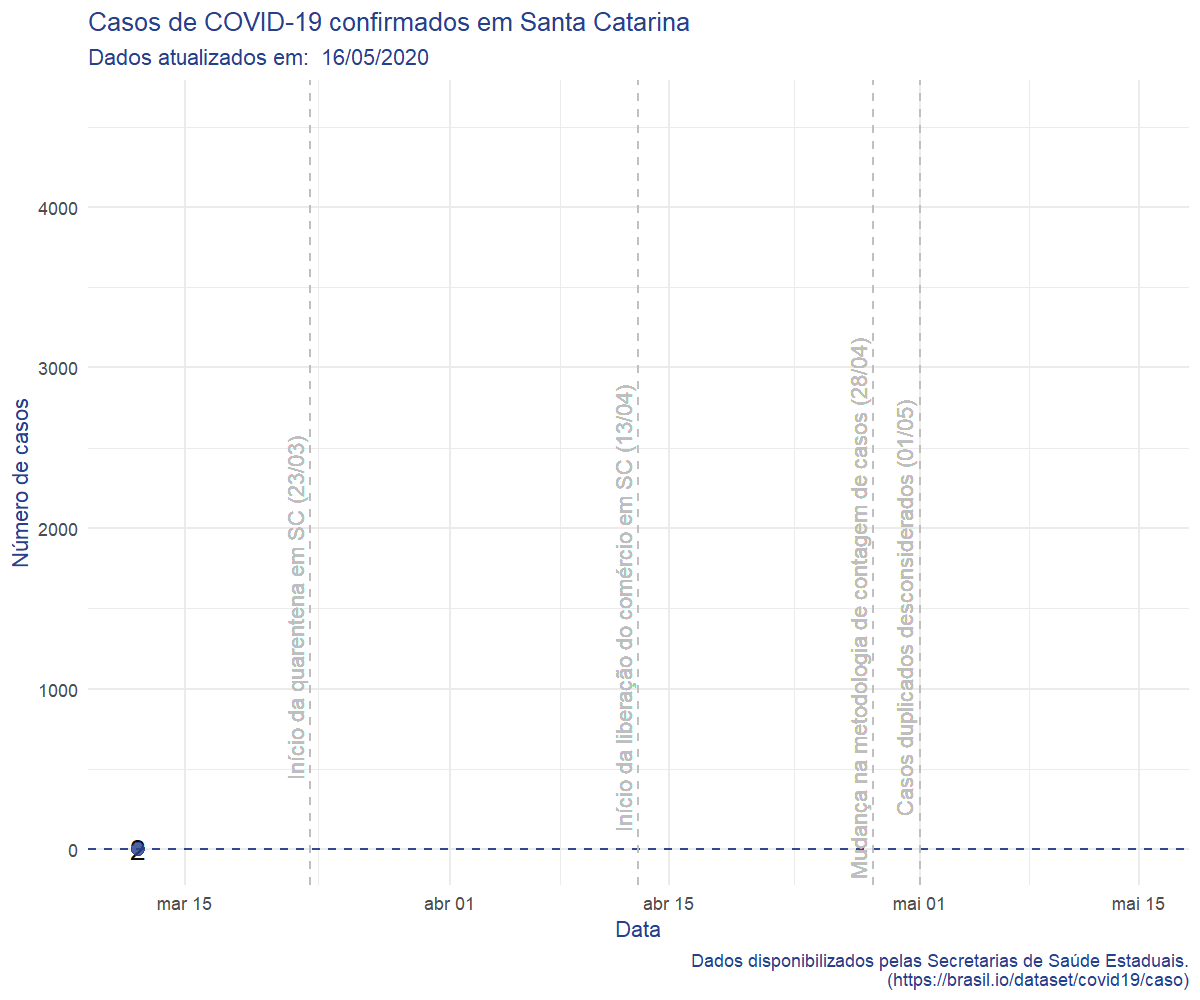 Casos de COVID-19 confirmados em Santa Catarina
Dados atualizados em:  16/05/2020
Número de casos
4000
3000
2000
1000
0
2
Início da quarentena em SC (23/03)
Início da liberação do comércio em SC (13/04)
Mudança na metodologia de contagem de casos (28/04)
Casos duplicados desconsiderados (01/05)
mar 15
abr 01
abr 15
mai 01
mai 15
Data
Dados disponibilizados pelas Secretarias de Saúde Estaduais.
(https://brasil.io/dataset/covid19/caso)